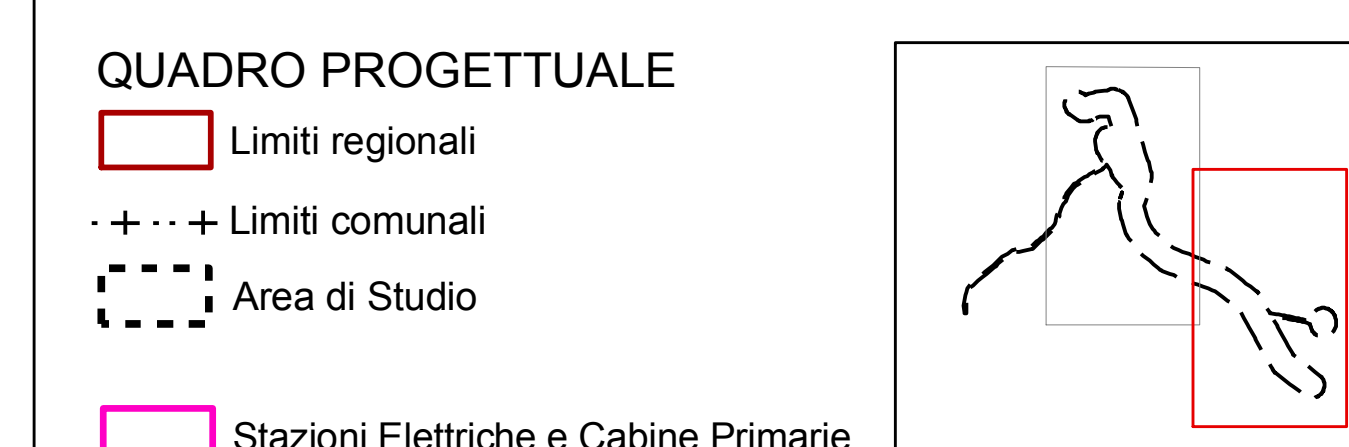 QUADRO PROGETTUALE
Limiti regionali
Limiti comunali
Area di Studio
Stazioni Elettriche e Cabine Primarie